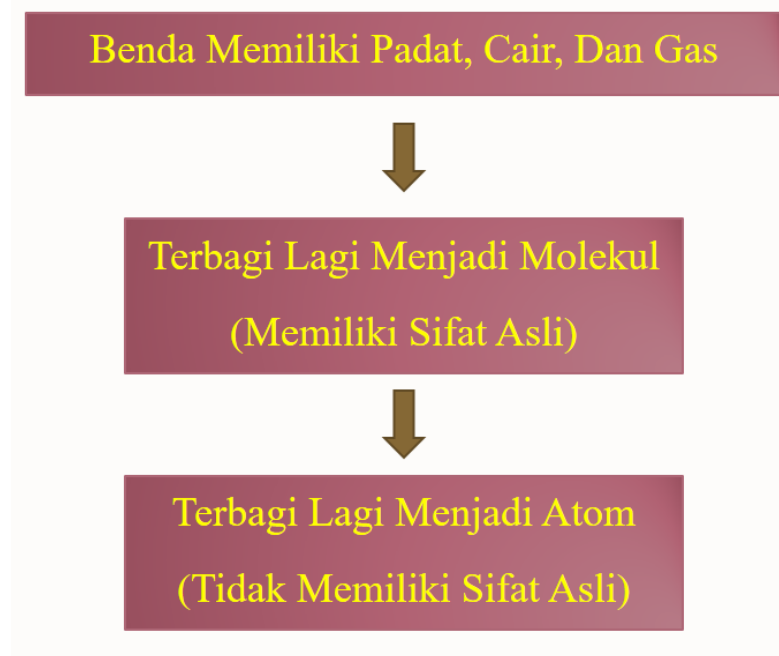 Benda Memiliki Padat, Cair, Dan Gas
Terbagi Lagi Menjadi Molekul
(Memiliki Sifat Asli)
Terbagi Lagi Menjadi Atom
(Tidak Memiliki Sifat Asli)